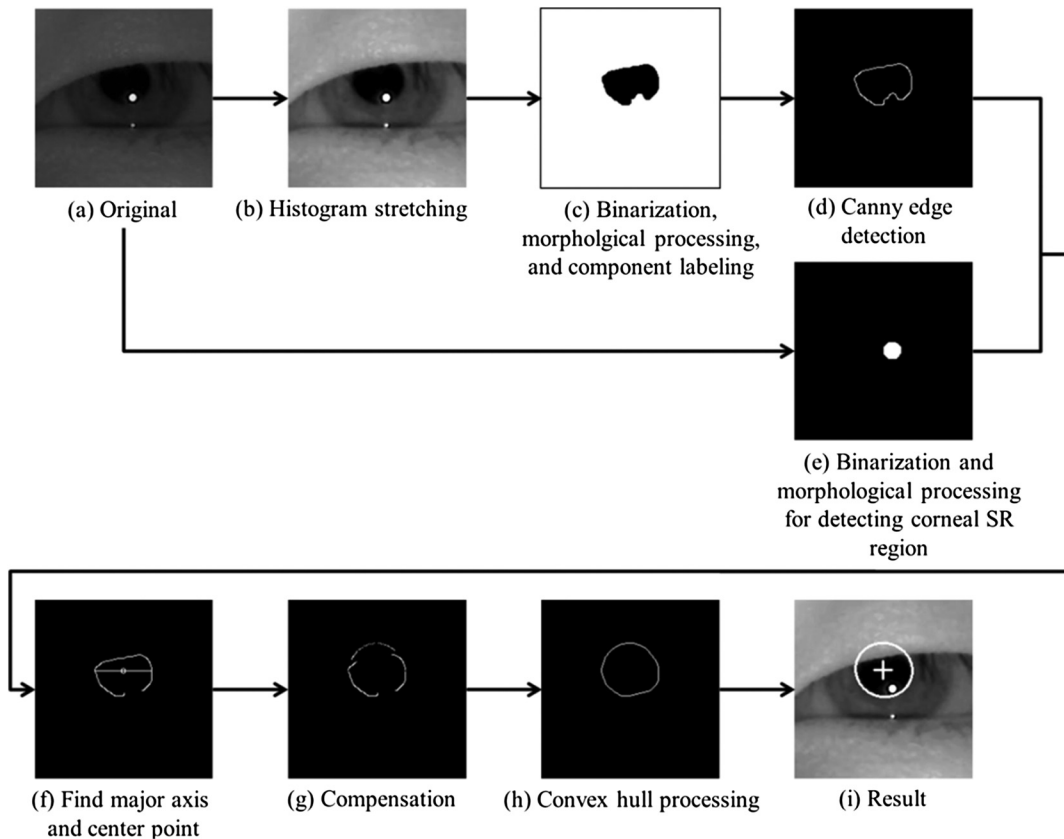 (a) Original
(b) Histogram stretching
(c) Binarization,
morpholgical processing,
and component labeling
(d) Canny edge
detection
(e) Binarization and
morphological processing
for detecting corneal SR
region
(f) Find major axis
and center point
(g) Compensation
(h) Convex hull processing
(i) Result